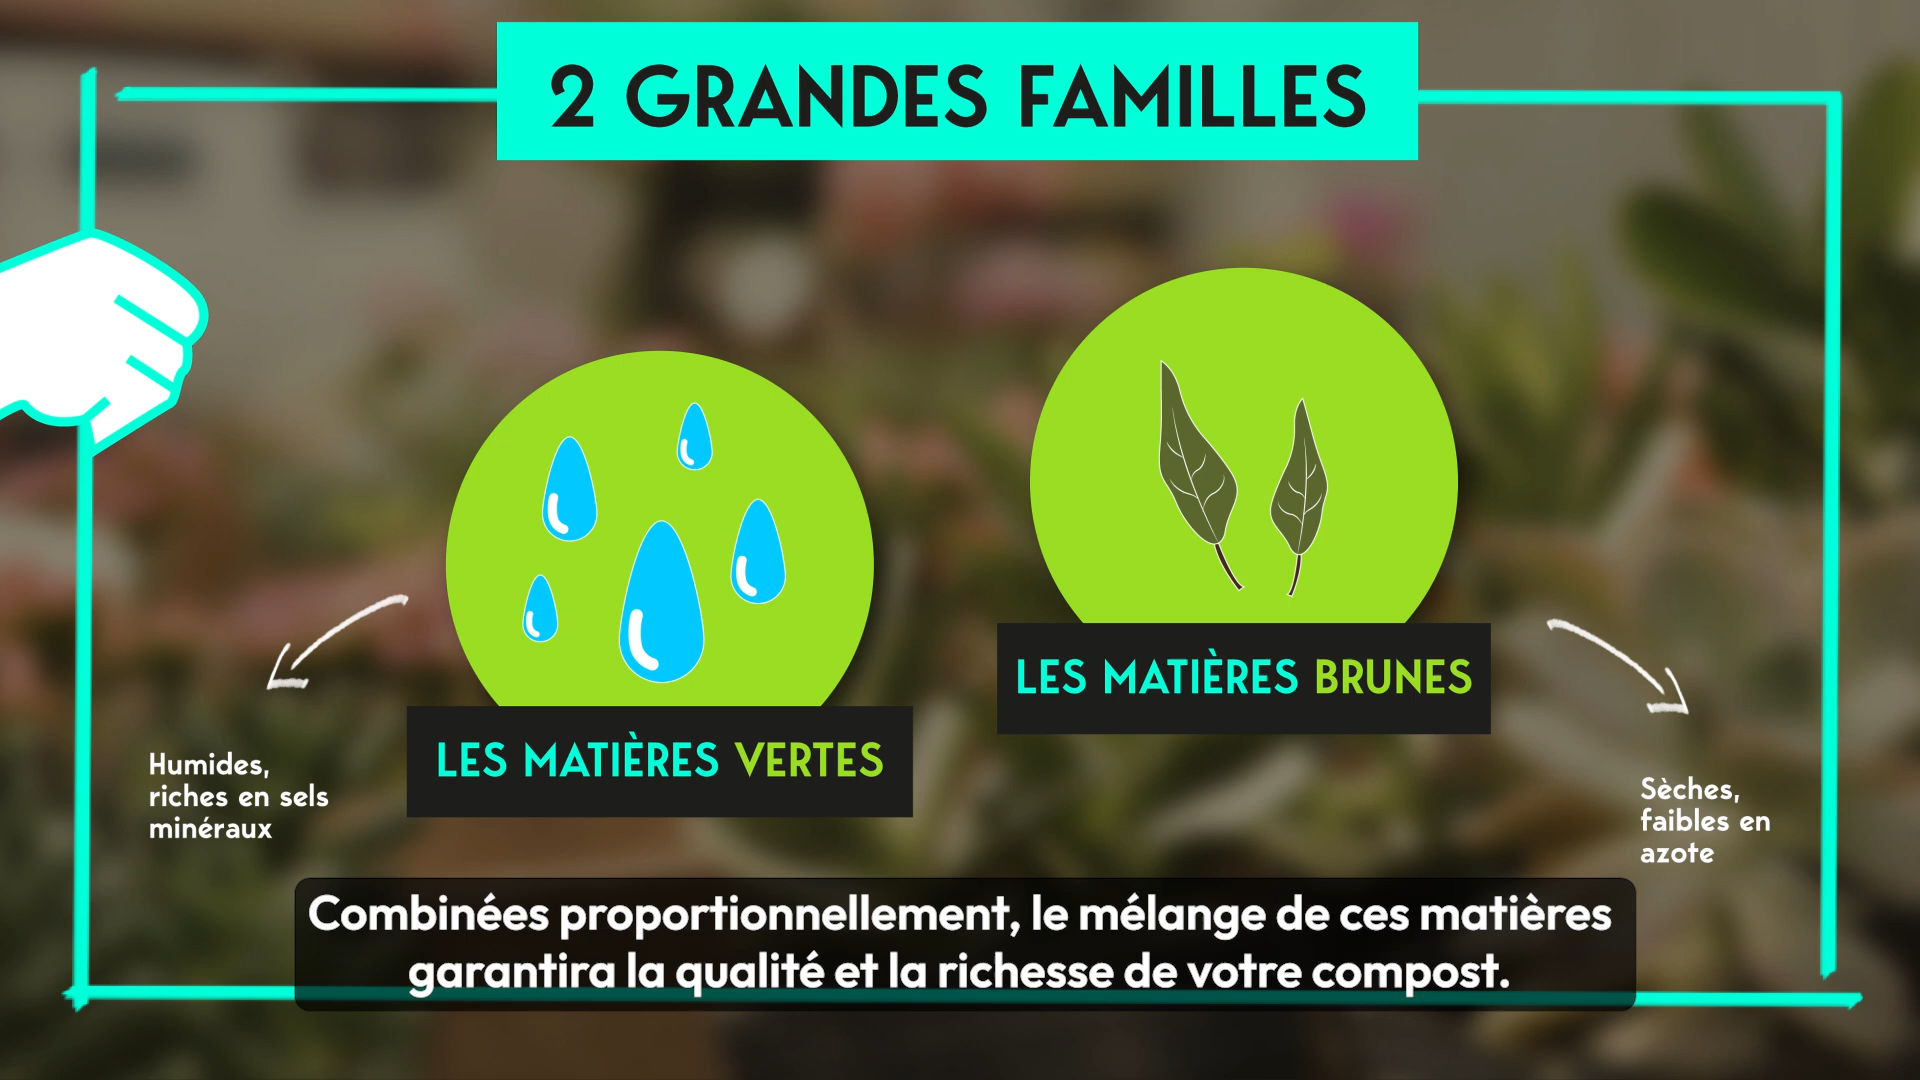 2 GRANDES FAMILLES
LES MATIÈRES VERTES
LES MATIÈRES BRUNES
Humides,
riches en sels
minéraux
Sèches,
faibles en
azote
Combinées proportionnellement, le mélange de ces matières
garantira la qualité et la richesse de votre compost.